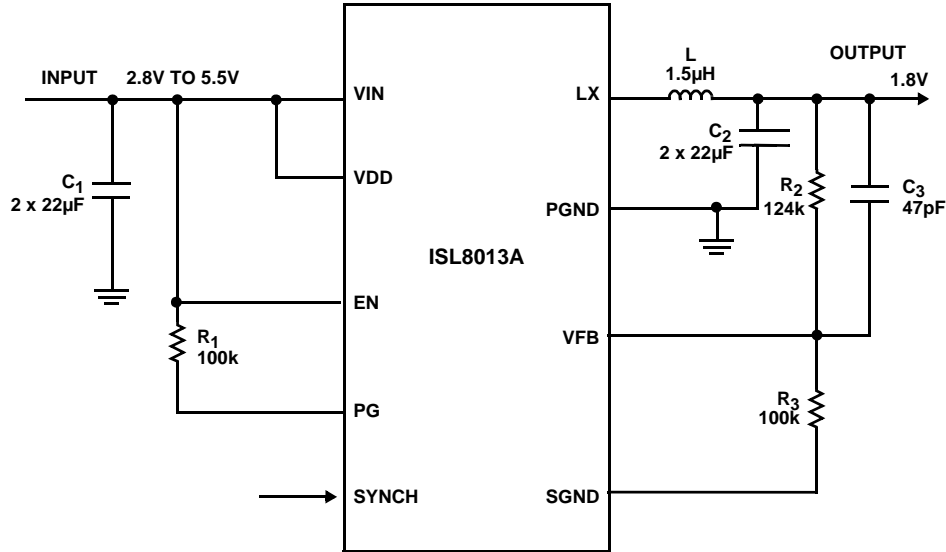 INPUT 2.8V TO 5.5V
C1
2 x 22µF
R1
100k
VIN
VDD
EN
PG
SYNCH
ISL8013A
LX
PGND
VFB
SGND
L
1.5µH
OUTPUT
1.8V
C2
2 x 22µF
R2
124k
C3
47pF
R3
100k